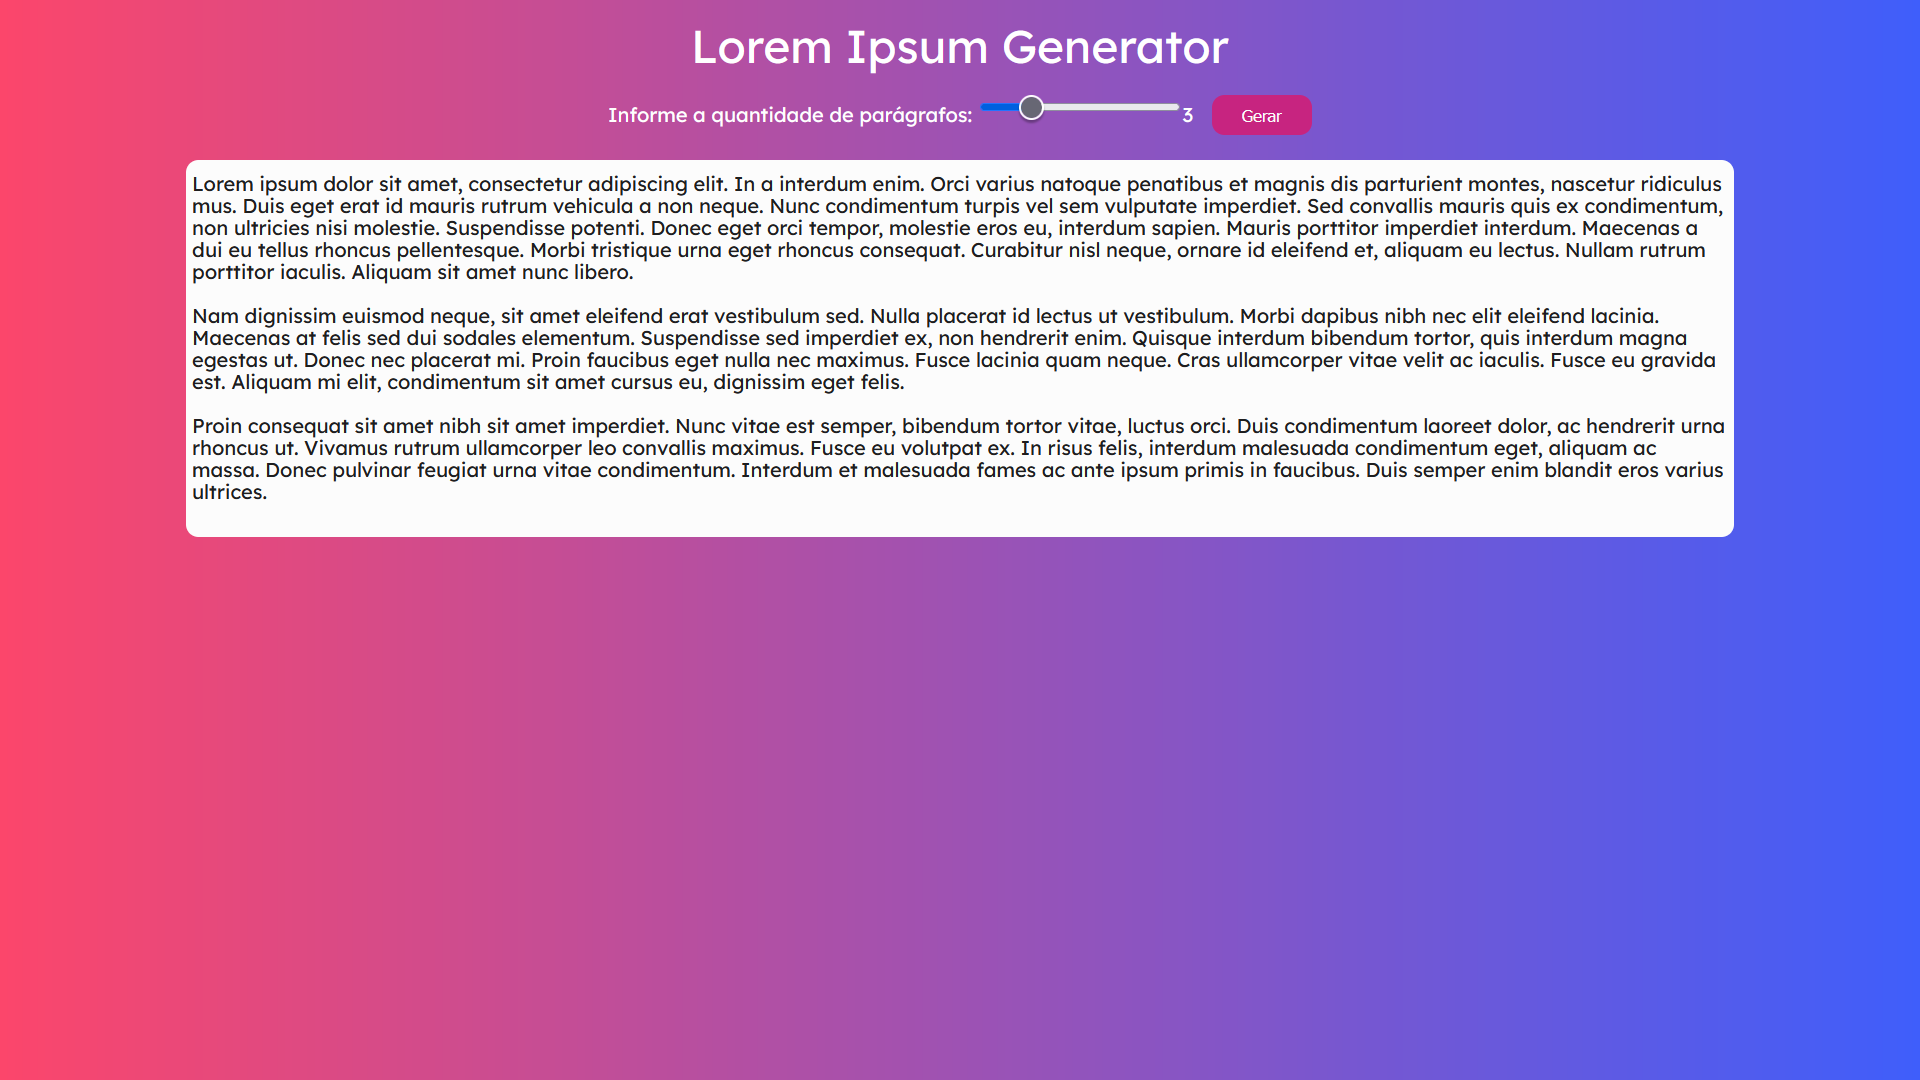 Lorem Ipsum Generator
Informe a quantidade de parágrafos: 3 Gerar
Lorem ipsum dolor sit amet, consectetur adipiscing elit. In a interdum enim. Orci varius natoque penatibus et magnis dis parturient montes, nascetur ridiculus
mus. Duis eget erat id mauris rutrum vehicula a non neque. Nunc condimentum turpis vel sem vulputate imperdiet. Sed convallis mauris quis ex condimentum,
non ultricies nisi molestie. Suspendisse potenti. Donec eget orci tempor, molestie eros eu, interdum sapien. Mauris porttitor imperdiet interdum. Maecenas a
dui eu tellus rhoncus pellentesque. Morbi tristique urna eget rhoncus consequat. Curabitur nisl neque, ornare id eleifend et, aliquam eu lectus. Nullam rutrum
porttitor iaculis. Aliquam sit amet nunc libero.
Nam dignissim euismod neque, sit amet eleifend erat vestibulum sed. Nulla placerat id lectus ut vestibulum. Morbi dapibus nibh nec elit eleifend lacinia.
Maecenas at felis sed dui sodales elementum. Suspendisse sed imperdiet ex, non hendrerit enim. Quisque interdum bibendum tortor, quis interdum magna
egestas ut. Donec nec placerat mi. Proin faucibus eget nulla nec maximus. Fusce lacinia quam neque. Cras ullamcorper vitae velit ac iaculis. Fusce eu gravida
est. Aliquam mi elit, condimentum sit amet cursus eu, dignissim eget felis.
Proin consequat sit amet nibh sit amet imperdiet. Nunc vitae est semper, bibendum tortor vitae, luctus orci. Duis condimentum laoreet dolor, ac hendrerit urna
rhoncus ut. Vivamus rutrum ullamcorper leo convallis maximus. Fusce eu volutpat ex. In risus felis, interdum malesuada condimentum eget, aliquam ac
massa. Donec pulvinar feugiat urna vitae condimentum. Interdum et malesuada fames ac ante ipsum primis in faucibus. Duis semper enim blandit eros varius
ultrices.